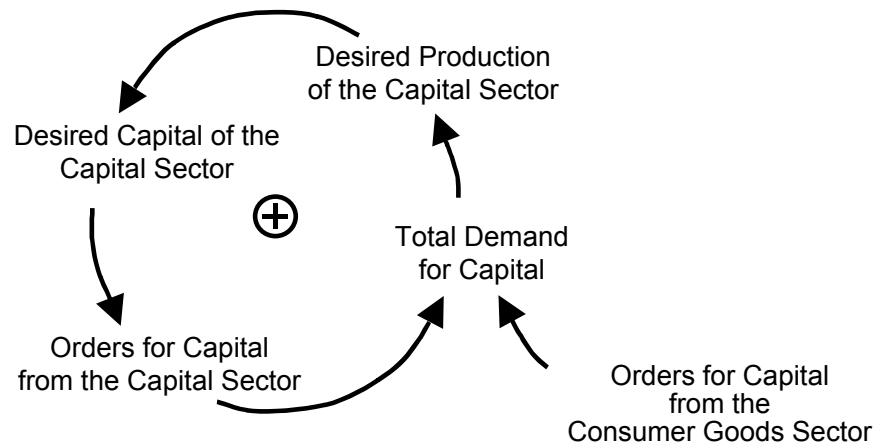 Desired Production
of the Capital Sector
Desired Capital of the
Capital Sector
Total Demand
for Capital
Orders for Capital
from the Capital Sector
Orders for Capital
from the
Consumer Goods Sector